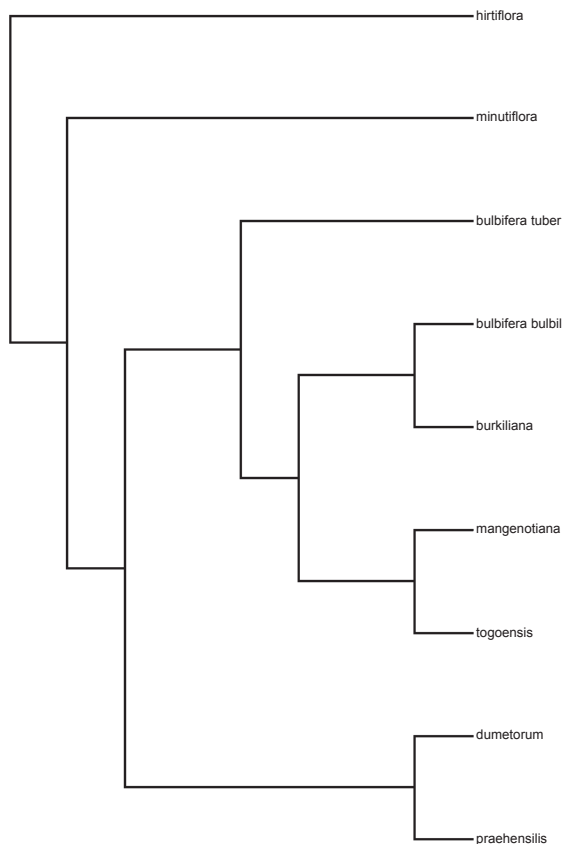 hirtiflora
minutiflora
bulbifera tuber
bulbifera bulbil
burkiliana
mangenotiana
togoensis
dumetorum
praehensilis